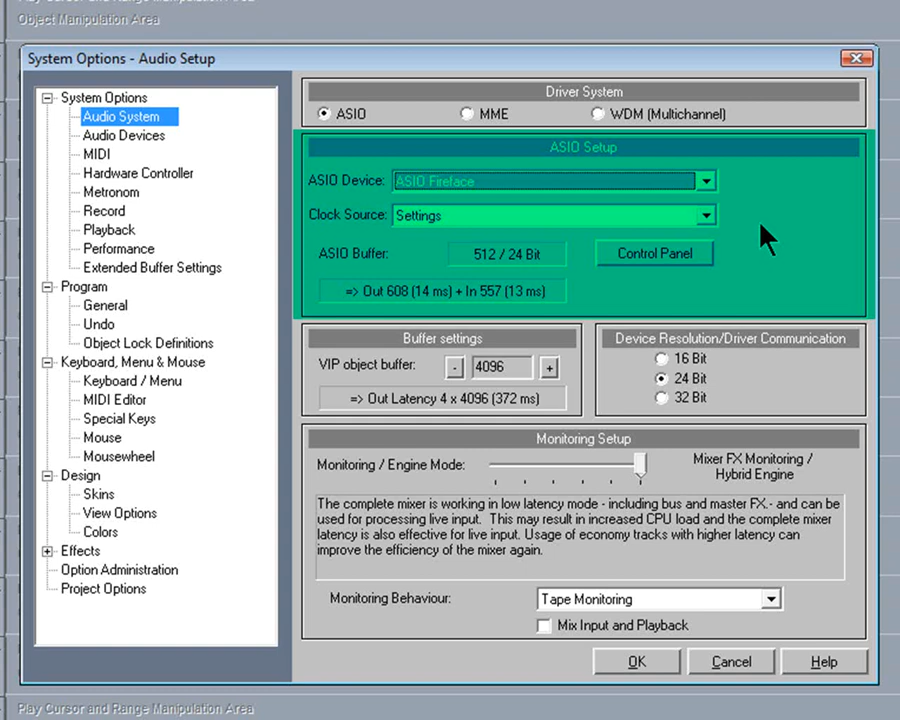 Play Cursor and Range Manipulation Area
Object Manipulation Area
System Options - Audio Setup
System Options
Audio System
Audio Devices
MIDI
Hardware Controller
Metronom
Record
Playback
Performance
Extended Buffer Settings
Program
General
Undo
Object Lock Definitions
Keyboard, Menu & Mouse
Keyboard / Menu
MIDI Editor
Special Keys
Mouse
Mousewheel
Design
Skins
View Options
Colors
Effects
Option Administration
Project Options
Driver System
ASIO
MME
WDM (Multichannel)
ASIO Setup
ASIO Device: ASIO Fireface
Clock Source: Settings
ASIO Buffer: 512 / 24 Bit Control Panel
=> Out 608 (14 ms) + In 557 (13 ms)
Buffer settings
VIP object buffer: - 4096 +
=> Out Latency 4 x 4096 (372 ms)
Device Resolution/Driver Communication
16 Bit
24 Bit
32 Bit
Monitoring Setup
Monitoring / Engine Mode:
Mixer FX Monitoring /
Hybrid Engine
The complete mixer is working in low latency mode - including bus and master FX.- and can be
used for processing live input. This may result in increased CPU load and the complete mixer
latency is also effective for live input. Usage of economy tracks with higher latency can
improve the efficiency of the mixer again.
Monitoring Behaviour: Tape Monitoring
Mix Input and Playback
OK Cancel Help
Play Cursor and Range Manipulation Area